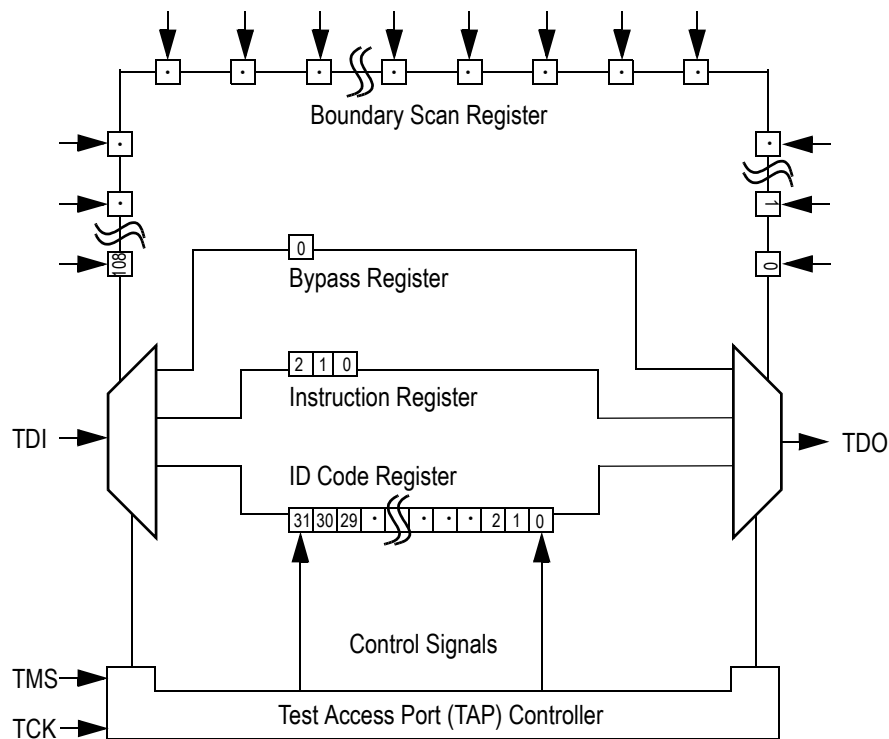 Boundary Scan Register
1
108
0
0
Bypass Register
2 1 0
Instruction Register
TDI
TDO
ID Code Register
31 30 29 · · · · · 2 1 0
Control Signals
TMS
TCK
Test Access Port (TAP) Controller